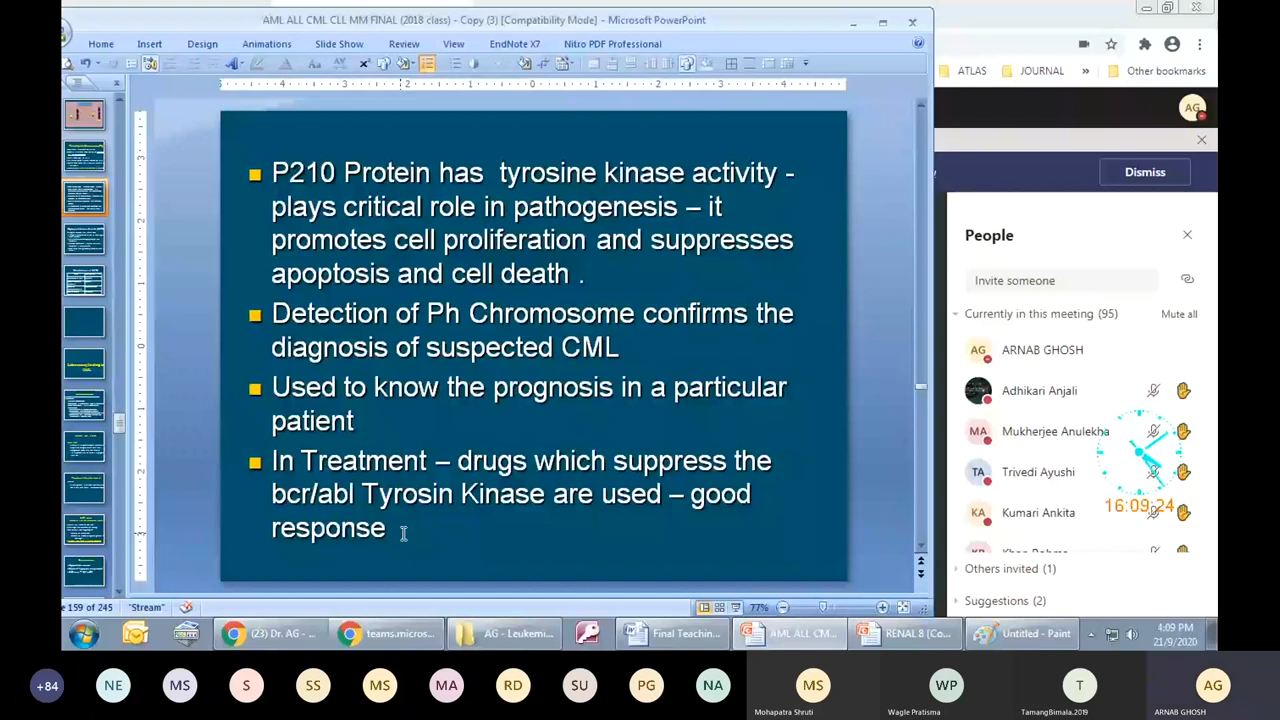 AML ALL CML CLL MM FINAL (2018 class) - Copy (3) [Compatibility Mode] - Microsoft PowerPoint
Home Insert Design Animations Slide Show Review View EndNote X7 Nitro PDF Professional
ATLAS JOURNAL » Other bookmarks
AG
Dismiss
P210 Protein has tyrosine kinase activity -
plays critical role in pathogenesis – it
promotes cell proliferation and suppresses
apoptosis and cell death .
Detection of Ph Chromosome confirms the
diagnosis of suspected CML
Used to know the prognosis in a particular
patient
In Treatment – drugs which suppress the
bcr/abl Tyrosin Kinase are used – good
response
People
Invite someone
Currently in this meeting (95) Mute all
AG ARNAB GHOSH
Adhikari Anjali
MA Mukherjee Anulekha
TA Trivedi Ayushi
16:09:24
KA Kumari Ankita
Others invited (1)
Suggestions (2)
159 of 245 "Stream" 77%
(23) Dr. AG - ... teams.micros... AG - Leukemi... Final Teachin... AML ALL CM... RENAL 8 [Co... Untitled - Paint 4:09 PM
21/9/2020
+84 NE MS S SS MS MA RD SU PG NA MS WP T AG
Mohapatra Shruti Wagle Pratisma TamangBimala.2019 ARNAB GHOSH